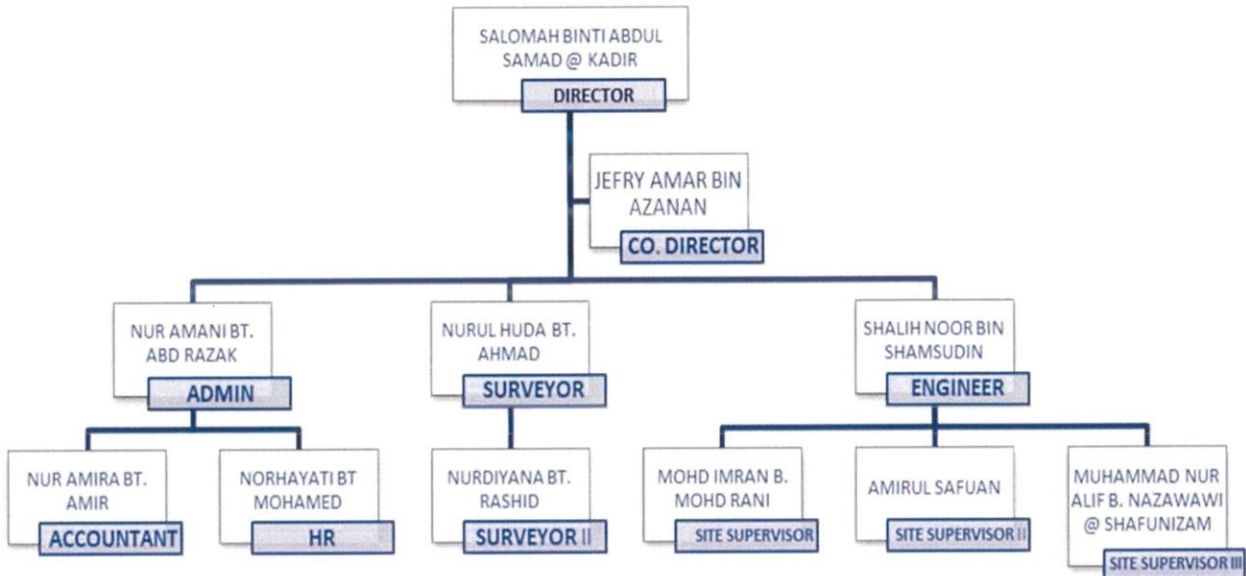 SALOMAH BINTI ABDUL
SAMAD @ KADIR
DIRECTOR
JEFRY AMAR BIN
AZANAN
CO. DIRECTOR
NUR AMANI BT.
ABD RAZAK
ADMIN
NURUL HUDA BT.
AHMAD
SURVEYOR
SHALIH NOOR BIN
SHAMSUDIN
ENGINEER
NUR AMIRA BT.
AMIR
ACCOUNTANT
NORHAYATI BT
MOHAMED
HR
NURDIYANA BT.
RASHID
SURVEYOR II
MOHD IMRAN B.
MOHD RANI
SITE SUPERVISOR
AMIRUL SAFUAN
SITE SUPERVISOR II
MUHAMMAD NUR
ALIF B. NAZAWAWI
@ SHAFUNIZAM
SITE SUPERVISOR III